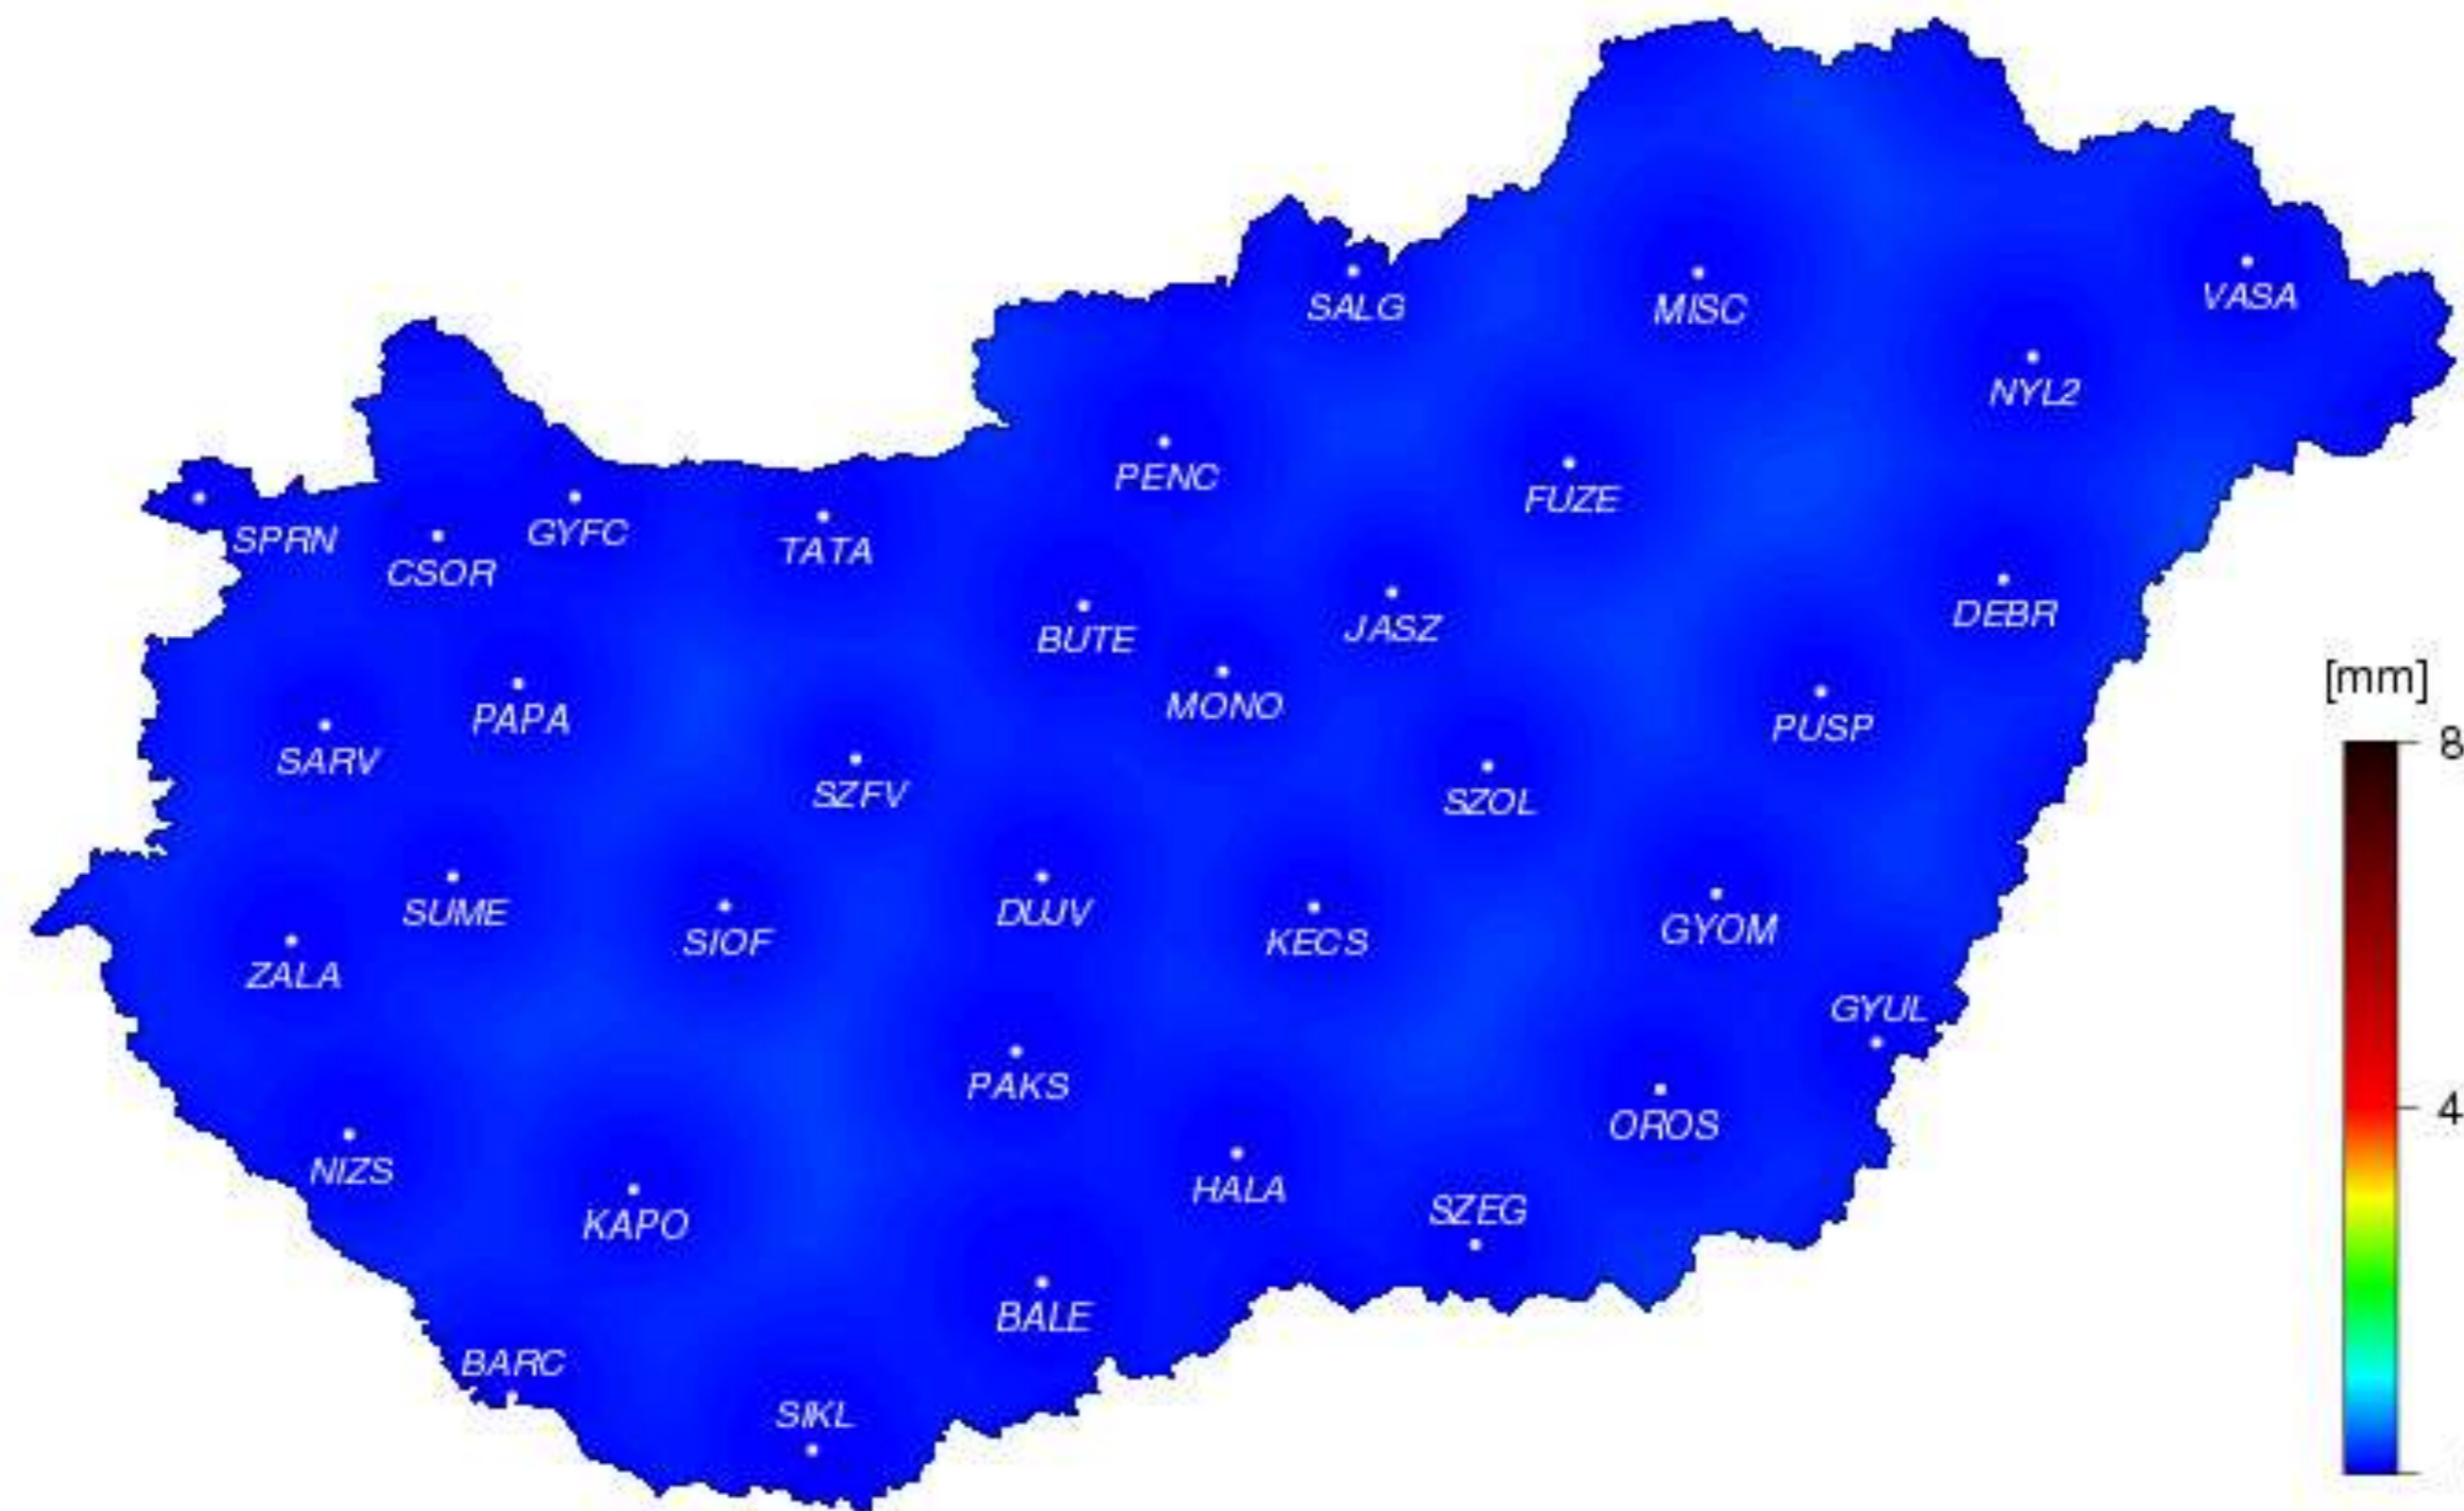 SALG
MISC
VASA
NYL2
PENC
FUZE
SPRN
CSOR
GYFC
TATA
BUTE
JASZ
DEBR
[mm]
MONO
PAPA
SARV
SZFV
SZOL
PUSP
8
SUME
SIOF
DUJV
KECS
GYOM
ZALA
GYUL
PAKS
4
OROS
NIZS
KAPO
HALA
SZEG
BALE
BARC
SIKL